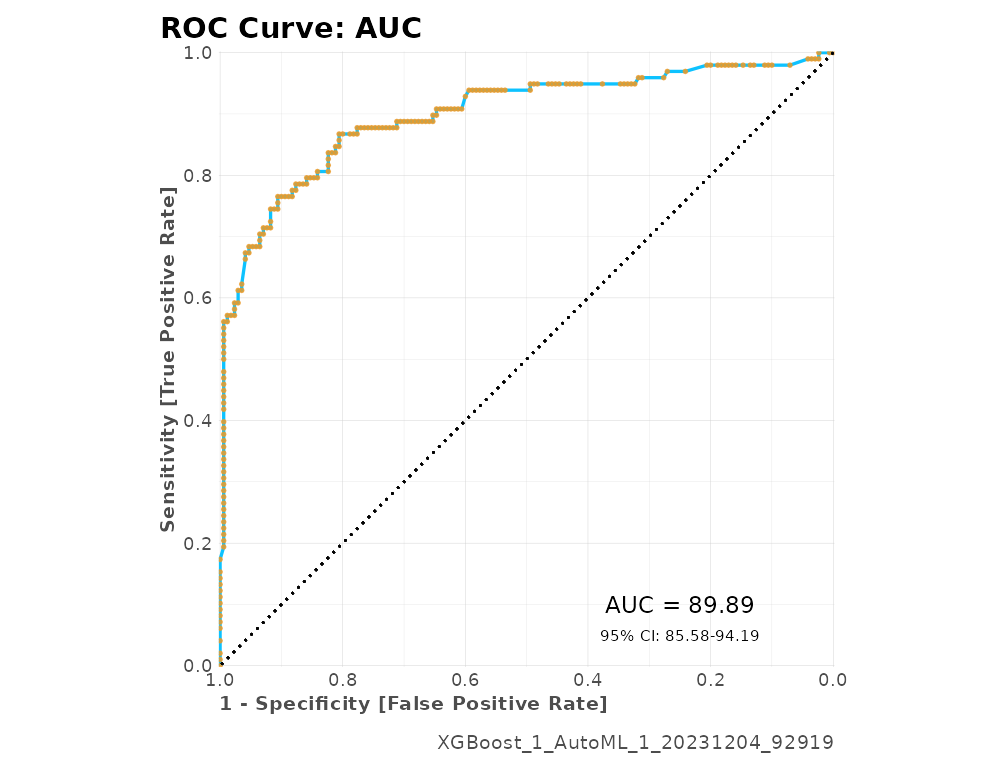 ROC Curve: AUC
Sensitivity [True Positive Rate]
1.0
0.8
0.6
0.4
0.2
0.0
AUC = 89.89
95% CI: 85.58-94.19
1.0 0.8 0.6 0.4 0.2 0.0
1 - Specificity [False Positive Rate]
XGBoost_1_AutoML_1_20231204_92919